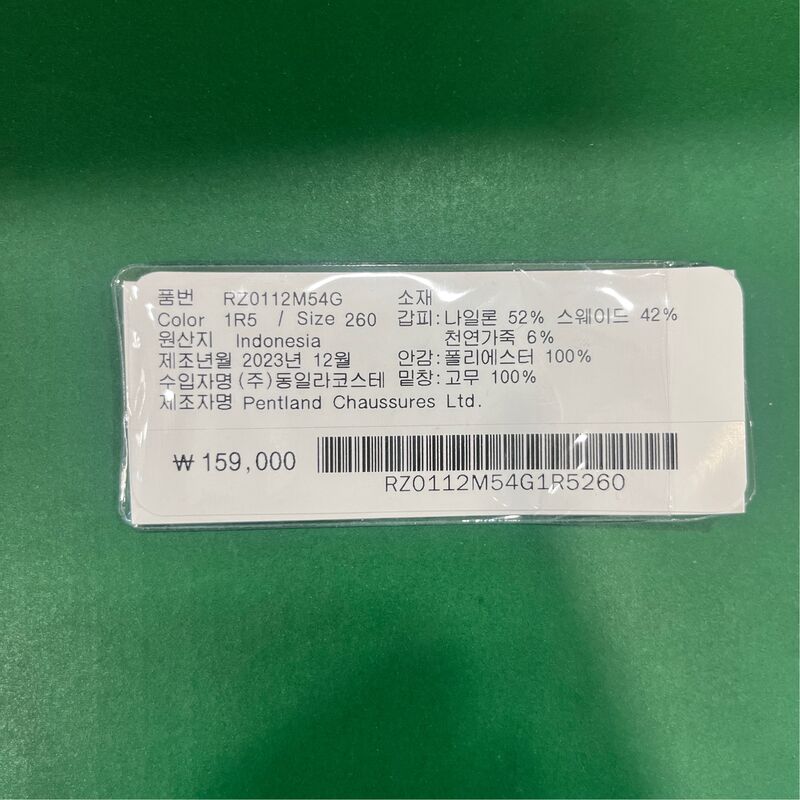 품번 RZ0112M54G
Color 1R5 / Size 260
원산지 Indonesia
제조년월 2023년 12월
수입자명 (주)동일라코스테
제조자명 Pentland Chaussures Ltd.
소재
갑피:나일론 52% 스웨이드 42%
천연가죽 6%
안감:폴리에스터 100%
밑창:고무 100%
₩ 159,000
RZ0112M54G1R5260